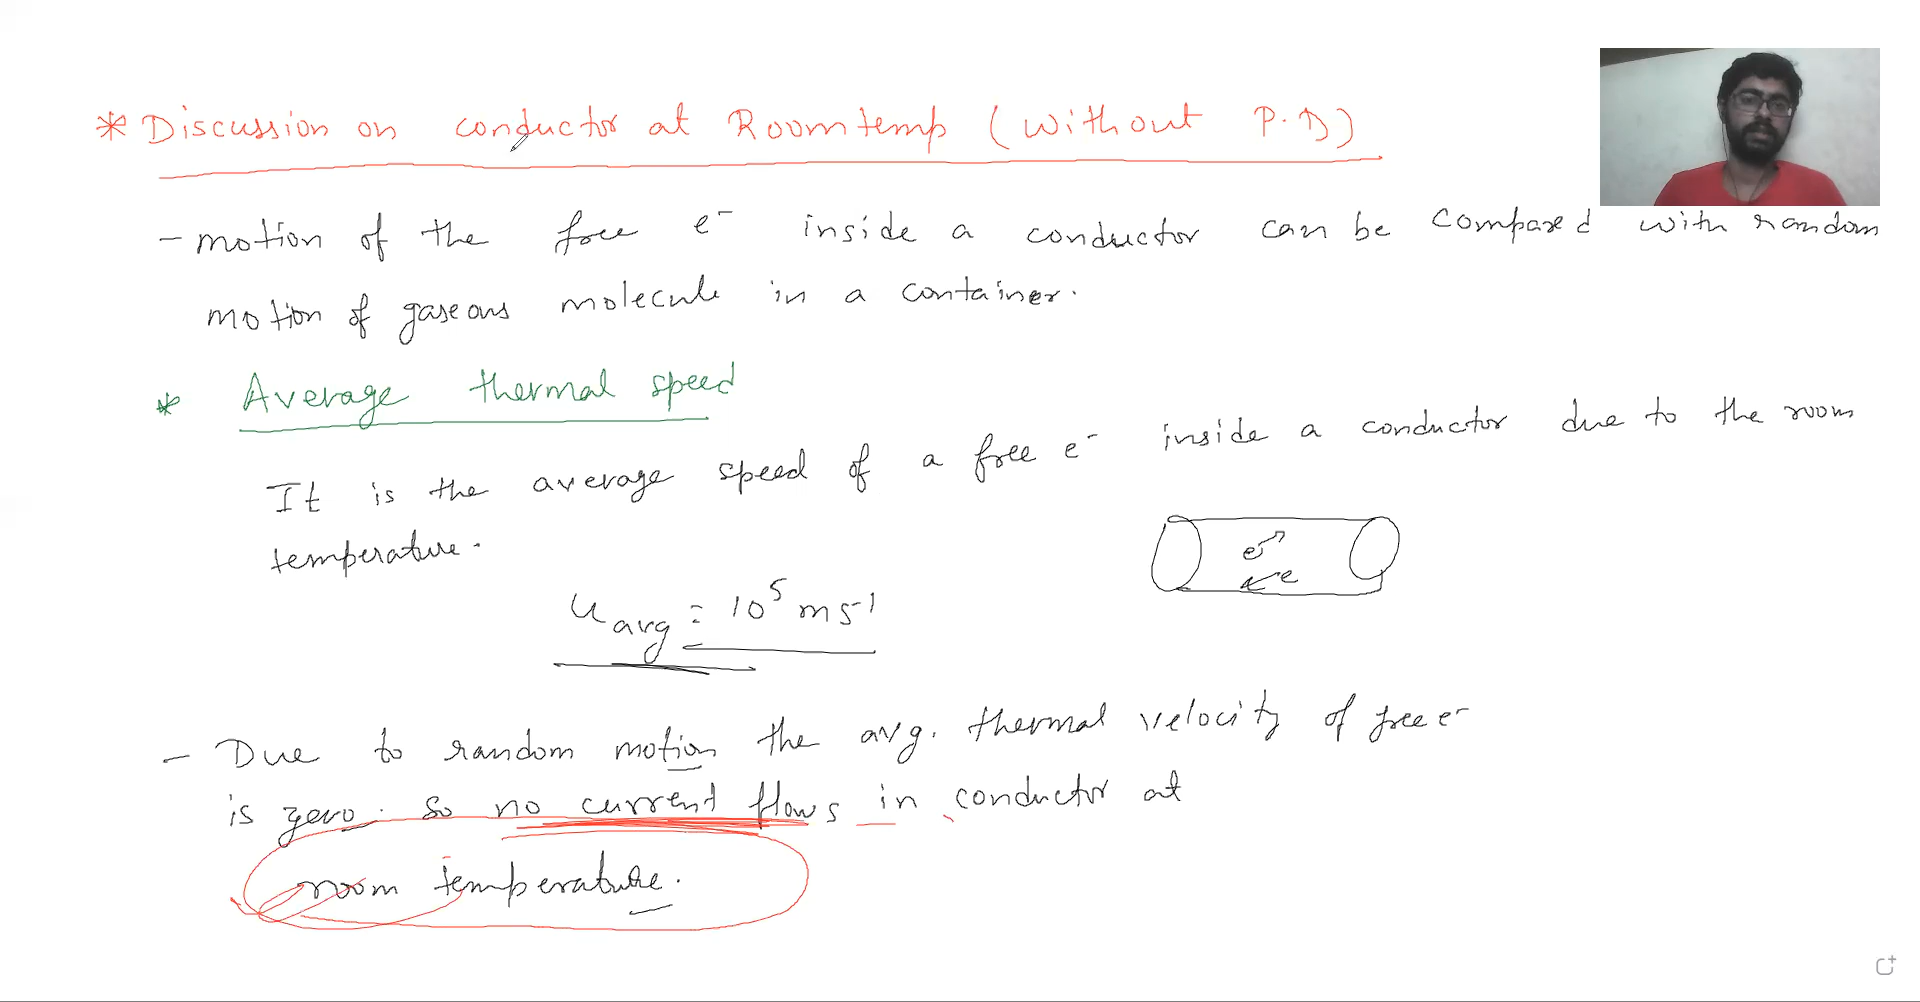 * Discussion on conductor at Room temp (without P.D)
- motion of the free e⁻ inside a conductor can be compared with random
motion of gaseous molecule in a container.
* Average thermal speed
It is the average speed of a free e⁻ inside a conductor due to the room
temperature.
e
e
u avg = 10⁵ ms⁻¹
- Due to random motion the avg. thermal velocity of free e⁻
is zero. so no current flows in conductor at
room temperature.